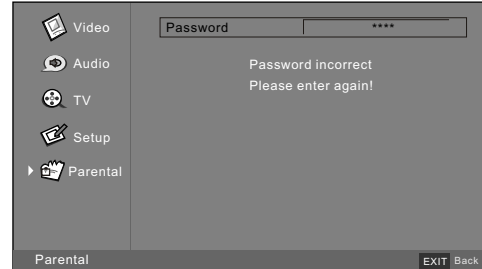 Video
Audio
TV
Setup
Parental
Password ****
Password incorrect
Please enter again!
Parental
EXIT Back